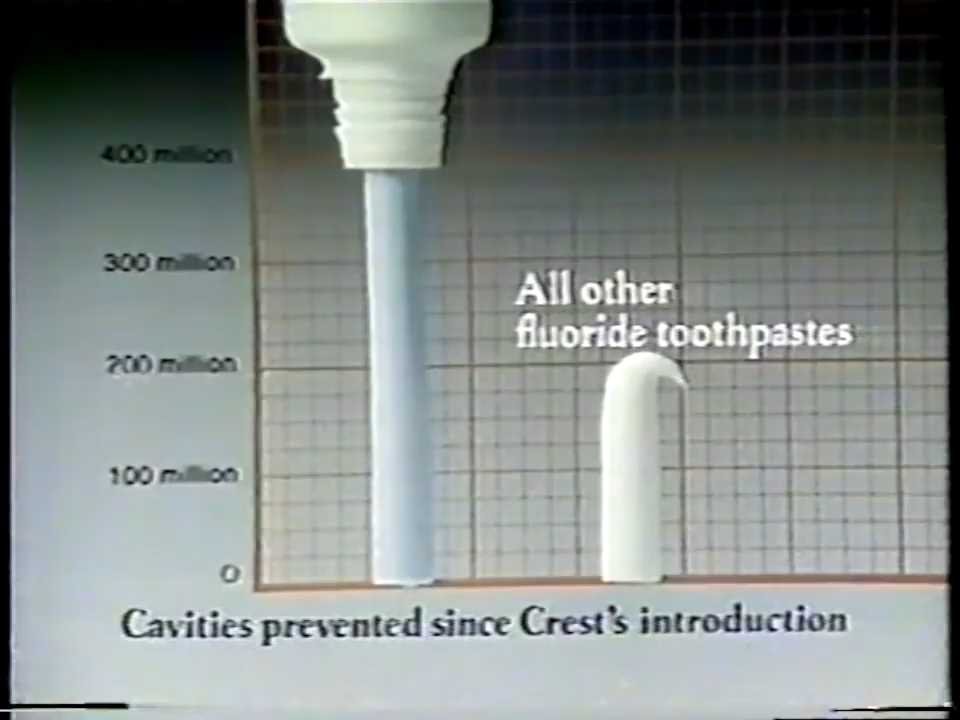 400 million
300 million
All other
fluoride toothpastes
200 million
100 million
0
Cavities prevented since Crest's introduction